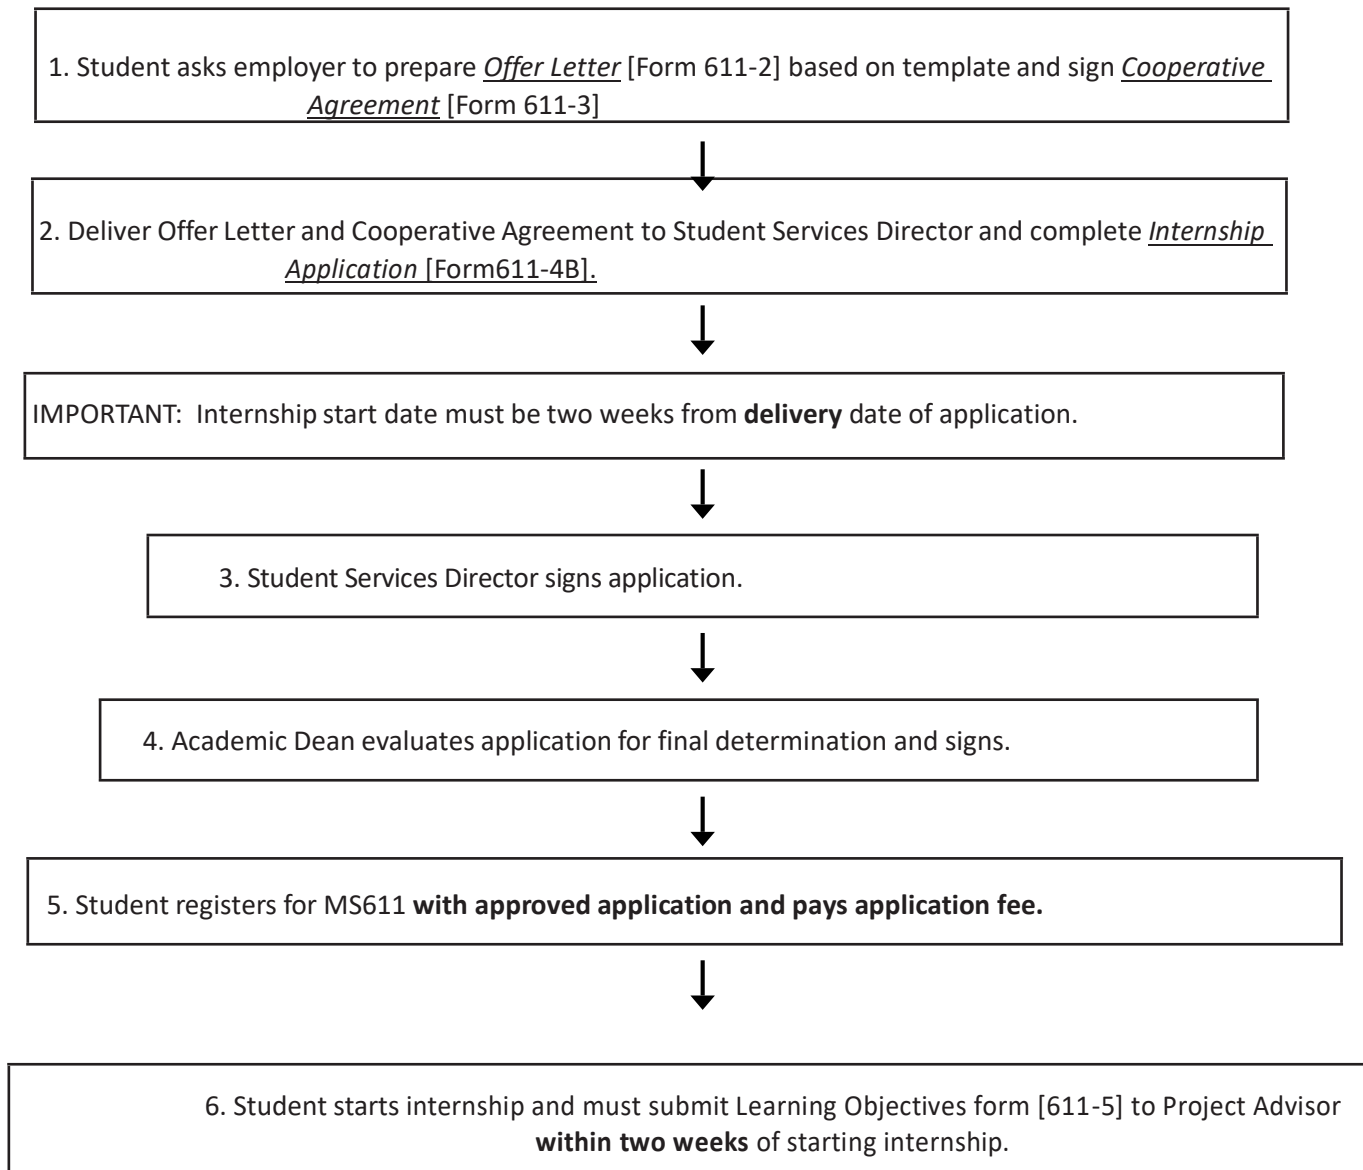 1. Student asks employer to prepare Offer Letter [Form 611-2] based on template and sign Cooperative
Agreement [Form 611-3]
2. Deliver Offer Letter and Cooperative Agreement to Student Services Director and complete Internship
Application [Form611-4B].
IMPORTANT:  Internship start date must be two weeks from delivery date of application.
3. Student Services Director signs application.
4. Academic Dean evaluates application for final determination and signs.
5. Student registers for MS611 with approved application and pays application fee.
6. Student starts internship and must submit Learning Objectives form [611-5] to Project Advisor
within two weeks of starting internship.